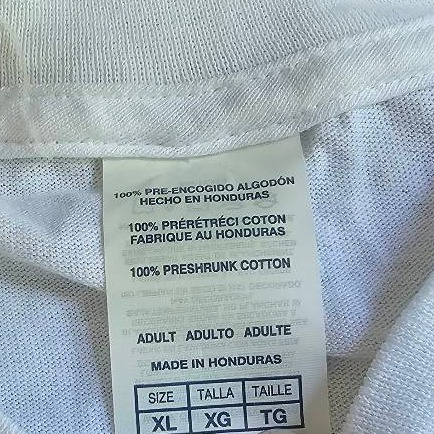 100% PRE-ENCOGIDO ALGODÓN
HECHO EN HONDURAS
100% PRÉRÉTRÉCI COTON
FABRIQUE AU HONDURAS
100% PRESHRUNK COTTON
ADULT ADULTO ADULTE
MADE IN HONDURAS
SIZE TALLA TAILLE
XL XG TG